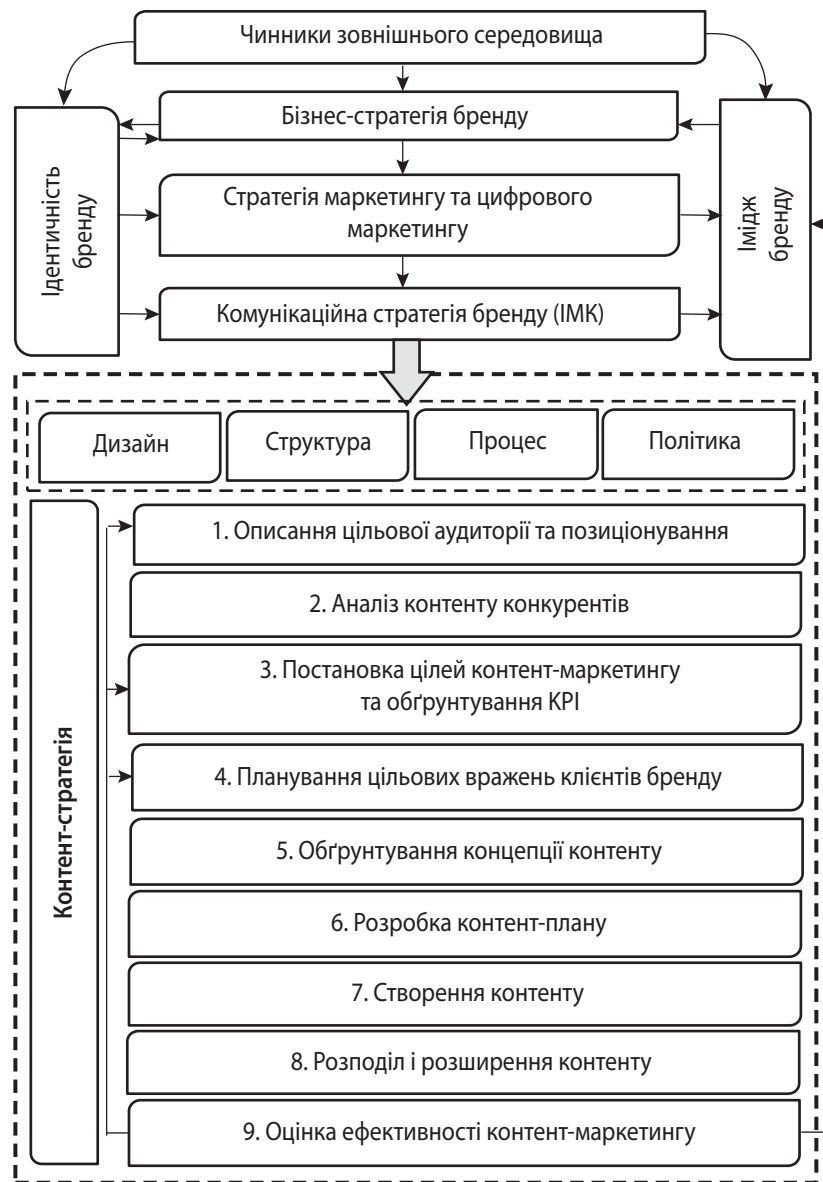 Чинники зовнішнього середовища
Бізнес-стратегія бренду
Ідентичність
бренду
Стратегія маркетингу та цифрового
маркетингу
Імідж
бренду
Комунікаційна стратегія бренду (ІМК)
Дизайн
Структура
Процес
Політика
Контент-стратегія
1. Описання цільової аудиторії та позиціонування
2. Аналіз контенту конкурентів
3. Постановка цілей контент-маркетингу
та обґрунтування KPI
4. Планування цільових вражень клієнтів бренду
5. Обґрунтування концепції контенту
6. Розробка контент-плану
7. Створення контенту
8. Розподіл і розширення контенту
9. Оцінка ефективності контент-маркетингу